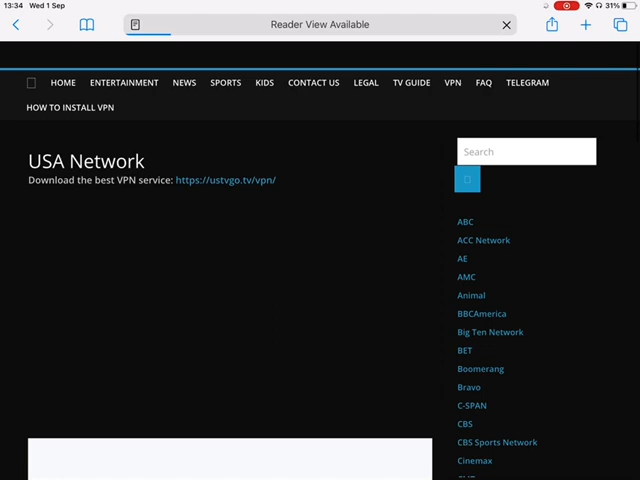 13:34 Wed 1 Sep
31%
Reader View Available
HOME ENTERTAINMENT NEWS SPORTS KIDS CONTACT US LEGAL TV GUIDE VPN FAQ TELEGRAM
HOW TO INSTALL VPN
USA Network
Download the best VPN service: https://ustvgo.tv/vpn/
Search
ABC
ACC Network
AE
AMC
Animal
BBCAmerica
Big Ten Network
BET
Boomerang
Bravo
C-SPAN
CBS
CBS Sports Network
Cinemax